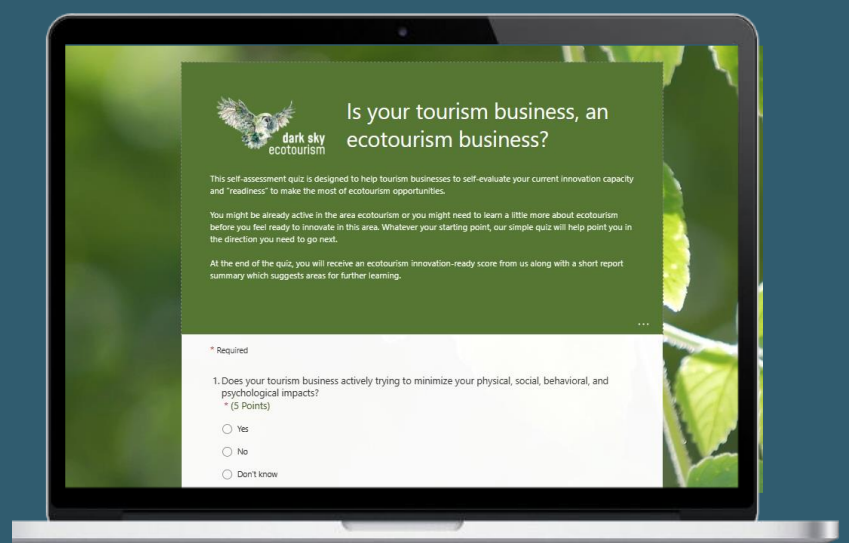 dark sky
ecotourism
Is your tourism business, an
ecotourism business?
This self-assessment quiz is designed to help tourism businesses to self-evaluate your current innovation capacity
and "readiness" to make the most of ecotourism opportunities.
You might be already active in the area ecotourism or you might need to learn a little more about ecotourism
before you feel ready to innovate in this area. Whatever your starting point, our simple quiz will help point you in
the direction you need to go next.
At the end of the quiz, you will receive an ecotourism innovation-ready score from us along with a short report
summary which suggests areas for further learning.
...
* Required
1. Does your tourism business actively trying to minimize your physical, social, behavioral, and
psychological impacts?
* (5 Points)
Yes
No
Don't know